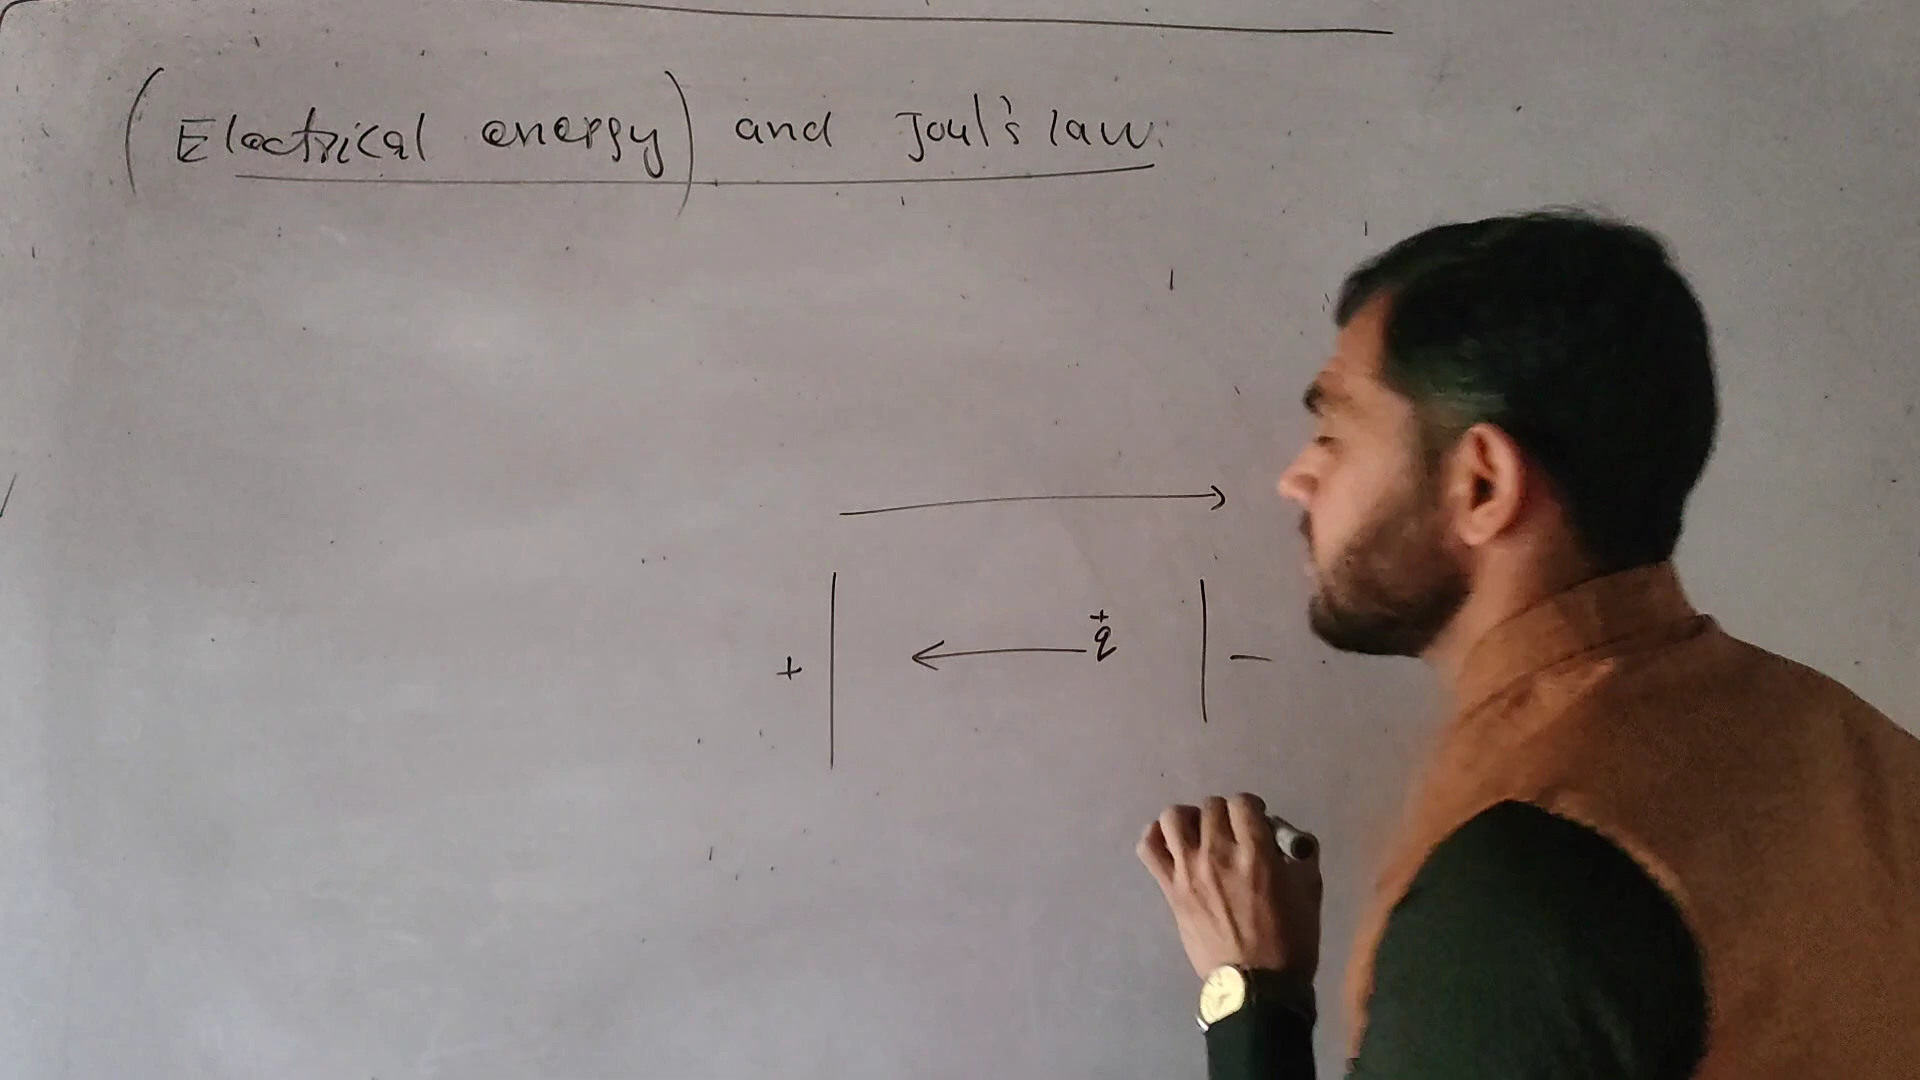 (Electrical energy) and Joul's law.
+
q
+ -